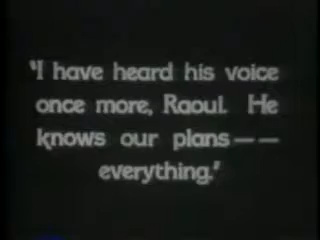 "I have heard his voice
once more, Raoul. He
knows our plans——
everything."